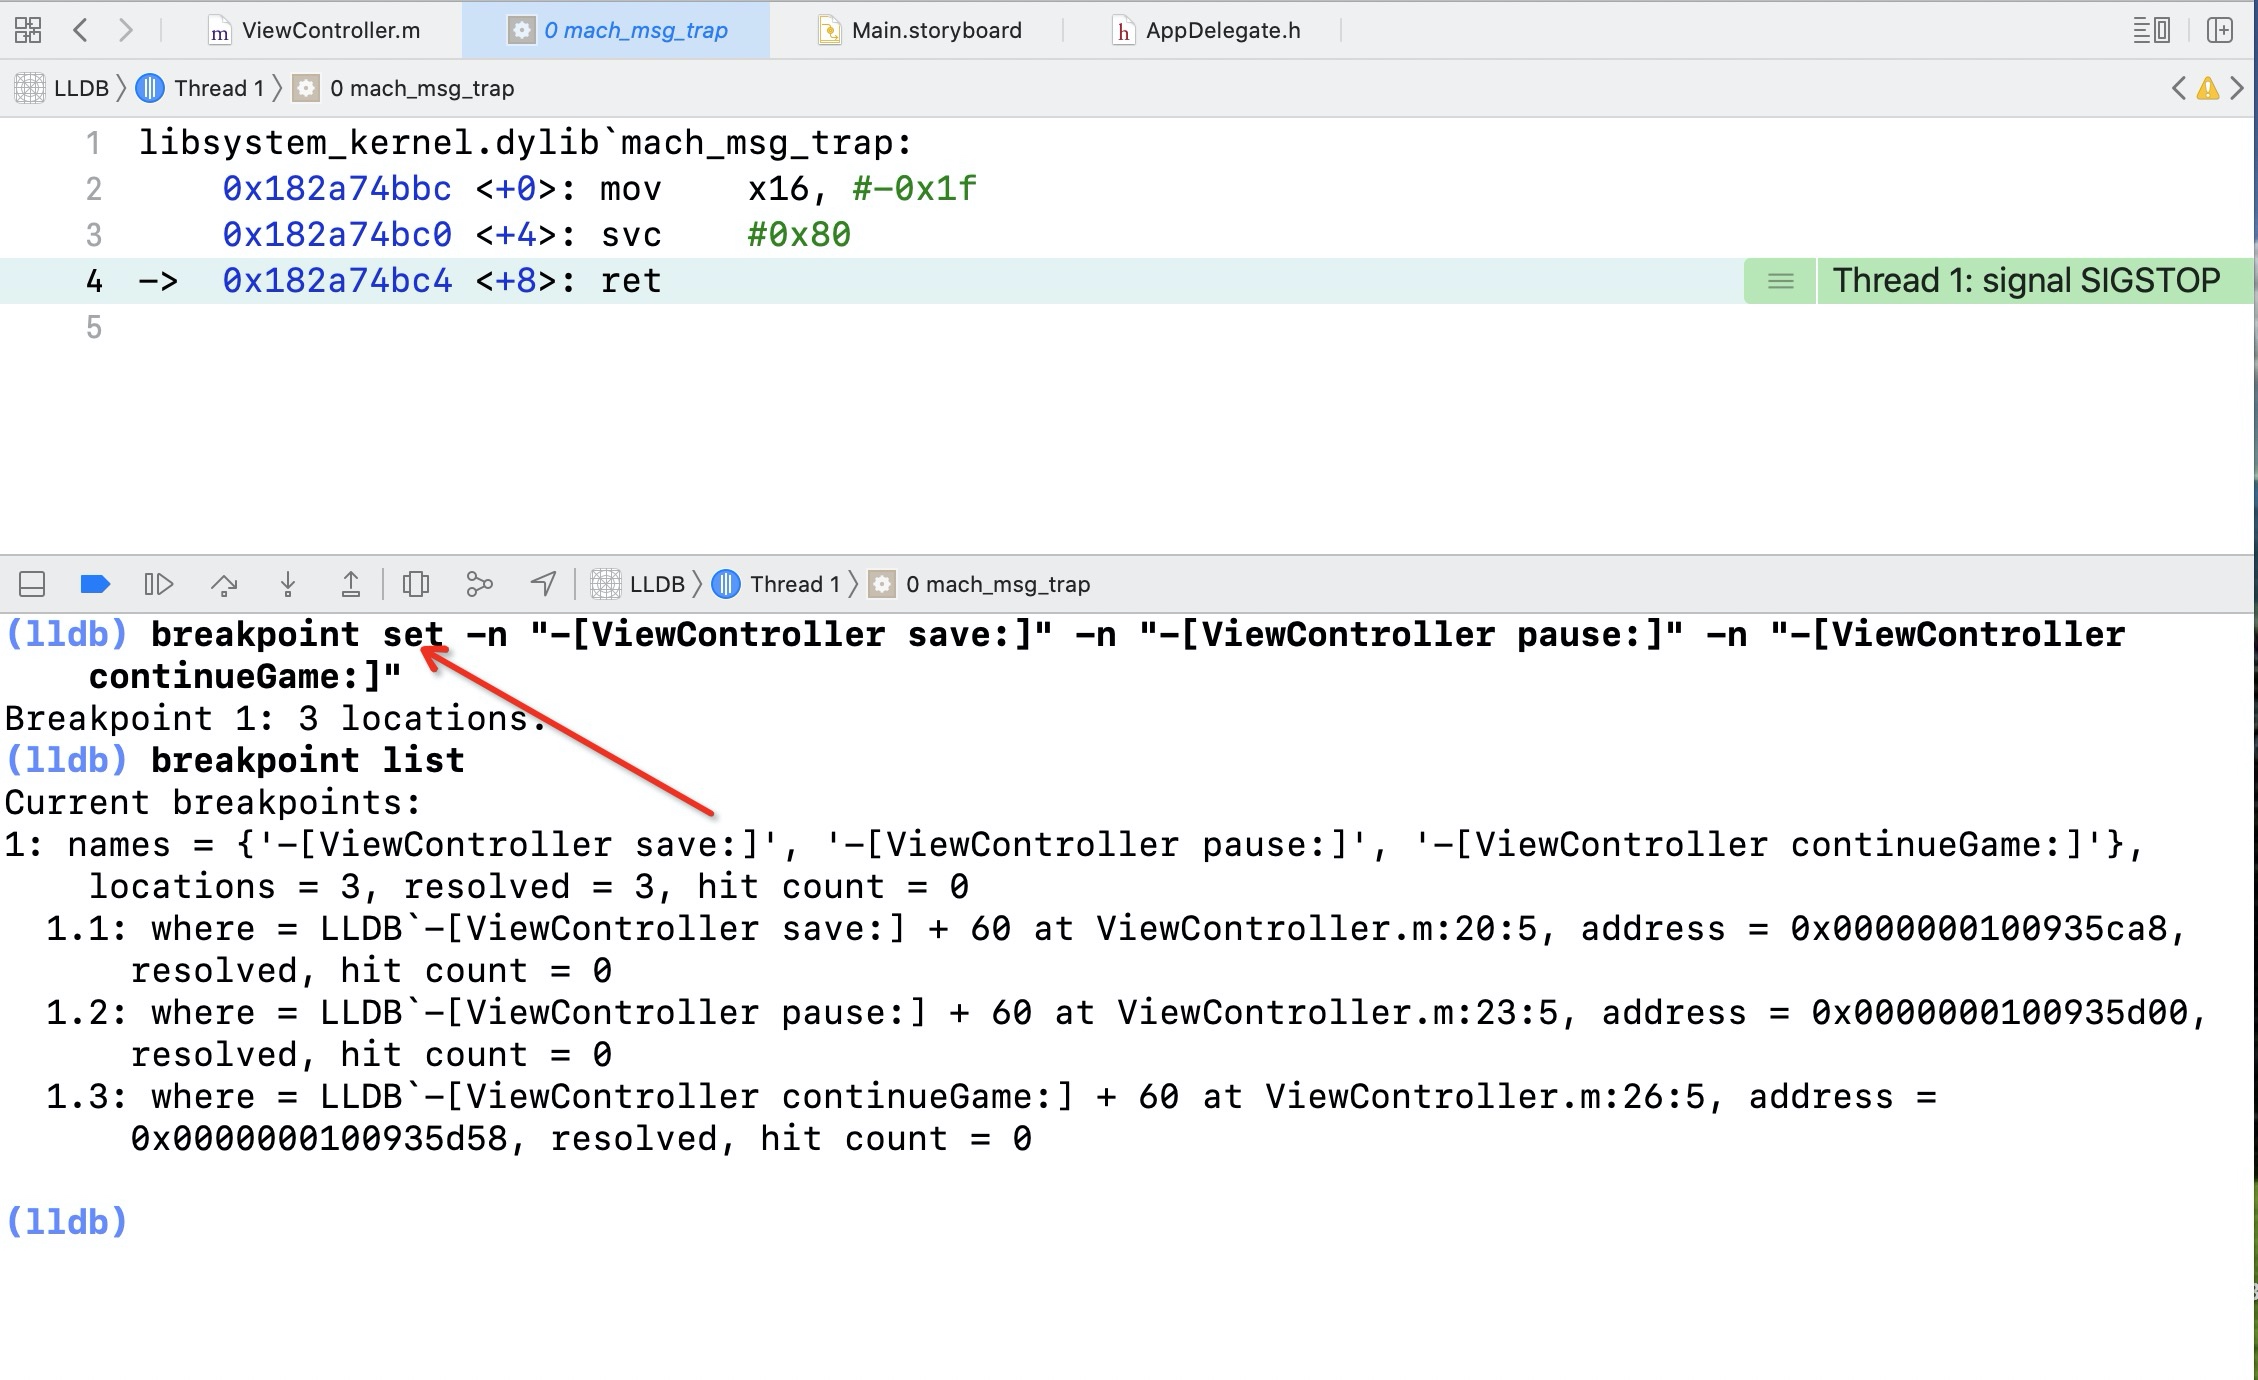 ViewController.m 0 mach_msg_trap Main.storyboard AppDelegate.h
LLDB Thread 1 0 mach_msg_trap
1 libsystem_kernel.dylib`mach_msg_trap:
2 0x182a74bbc <+0>: mov x16, #-0x1f
3 0x182a74bc0 <+4>: svc #0x80
4 -> 0x182a74bc4 <+8>: ret Thread 1: signal SIGSTOP
5
LLDB Thread 1 0 mach_msg_trap
(lldb) breakpoint set -n "-[ViewController save:]" -n "-[ViewController pause:]" -n "-[ViewController
continueGame:]"
Breakpoint 1: 3 locations.
(lldb) breakpoint list
Current breakpoints:
1: names = {'-[ViewController save:]', '-[ViewController pause:]', '-[ViewController continueGame:]'},
locations = 3, resolved = 3, hit count = 0
1.1: where = LLDB`-[ViewController save:] + 60 at ViewController.m:20:5, address = 0x0000000100935ca8,
resolved, hit count = 0
1.2: where = LLDB`-[ViewController pause:] + 60 at ViewController.m:23:5, address = 0x0000000100935d00,
resolved, hit count = 0
1.3: where = LLDB`-[ViewController continueGame:] + 60 at ViewController.m:26:5, address =
0x0000000100935d58, resolved, hit count = 0
(lldb)